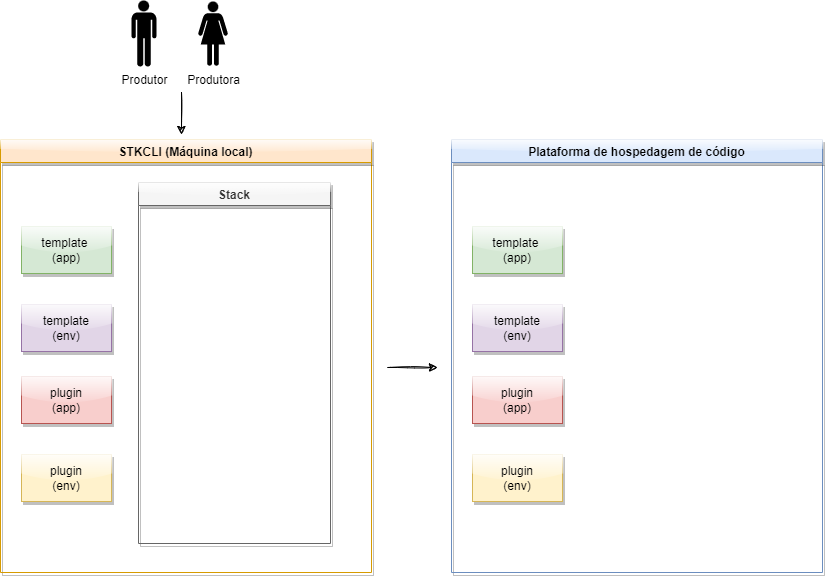 Produtor
Produtora
STKCLI (Máquina local)
Stack
template
(app)
template
(env)
plugin
(app)
plugin
(env)
Plataforma de hospedagem de código
template
(app)
template
(env)
plugin
(app)
plugin
(env)